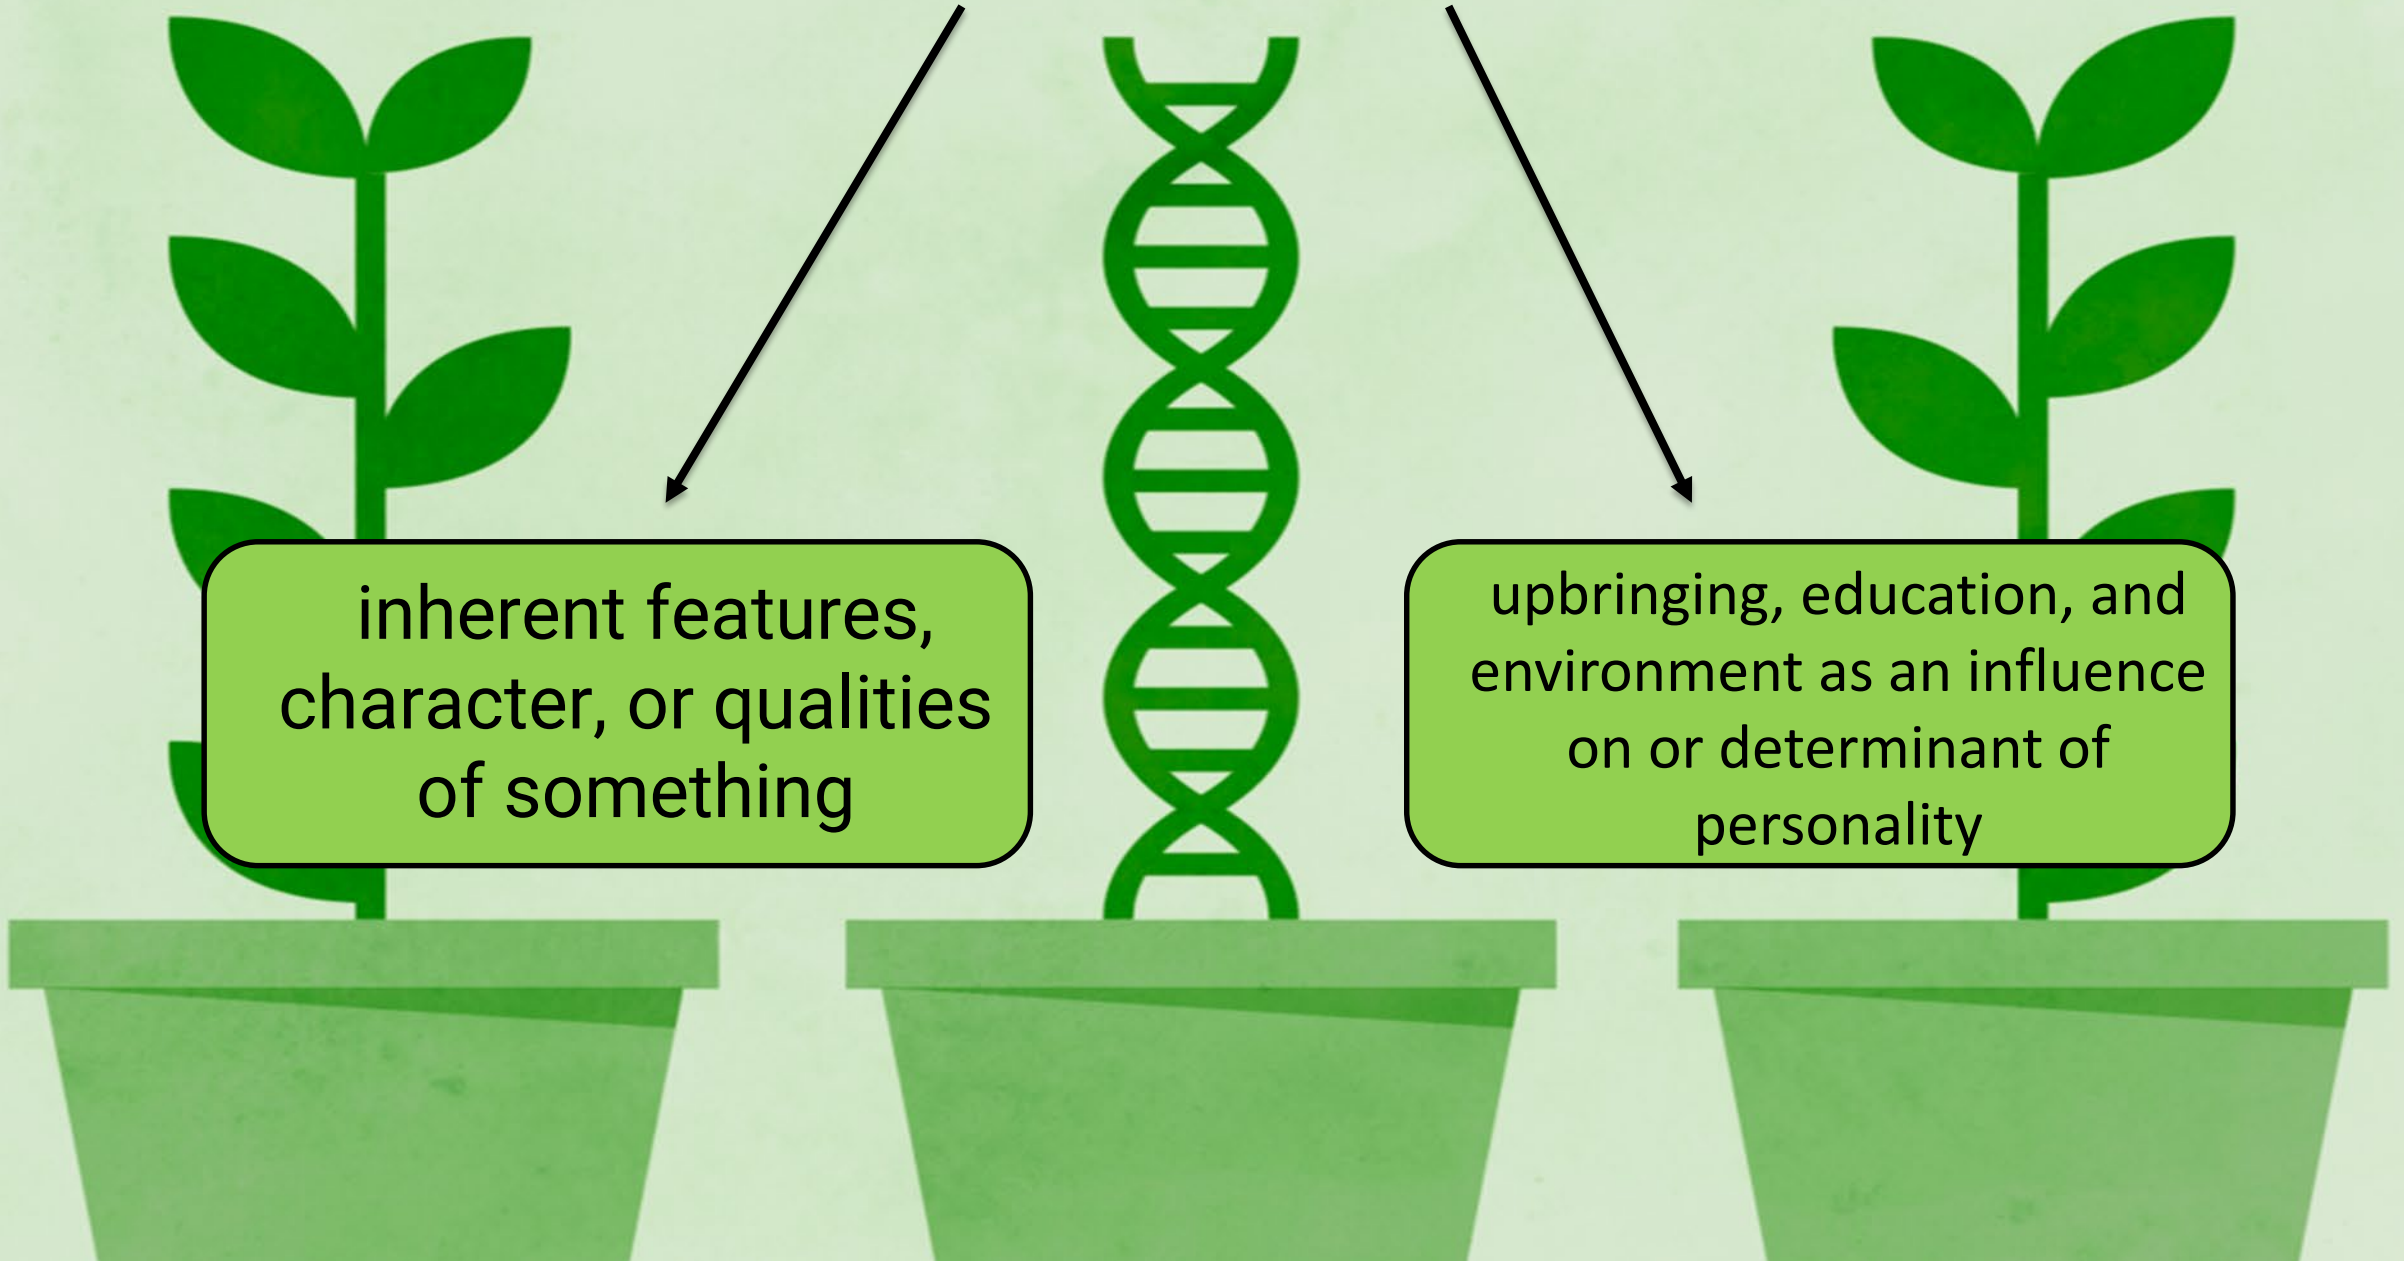 inherent features,
character, or qualities
of something
upbringing, education, and
environment as an influence
on or determinant of
personality